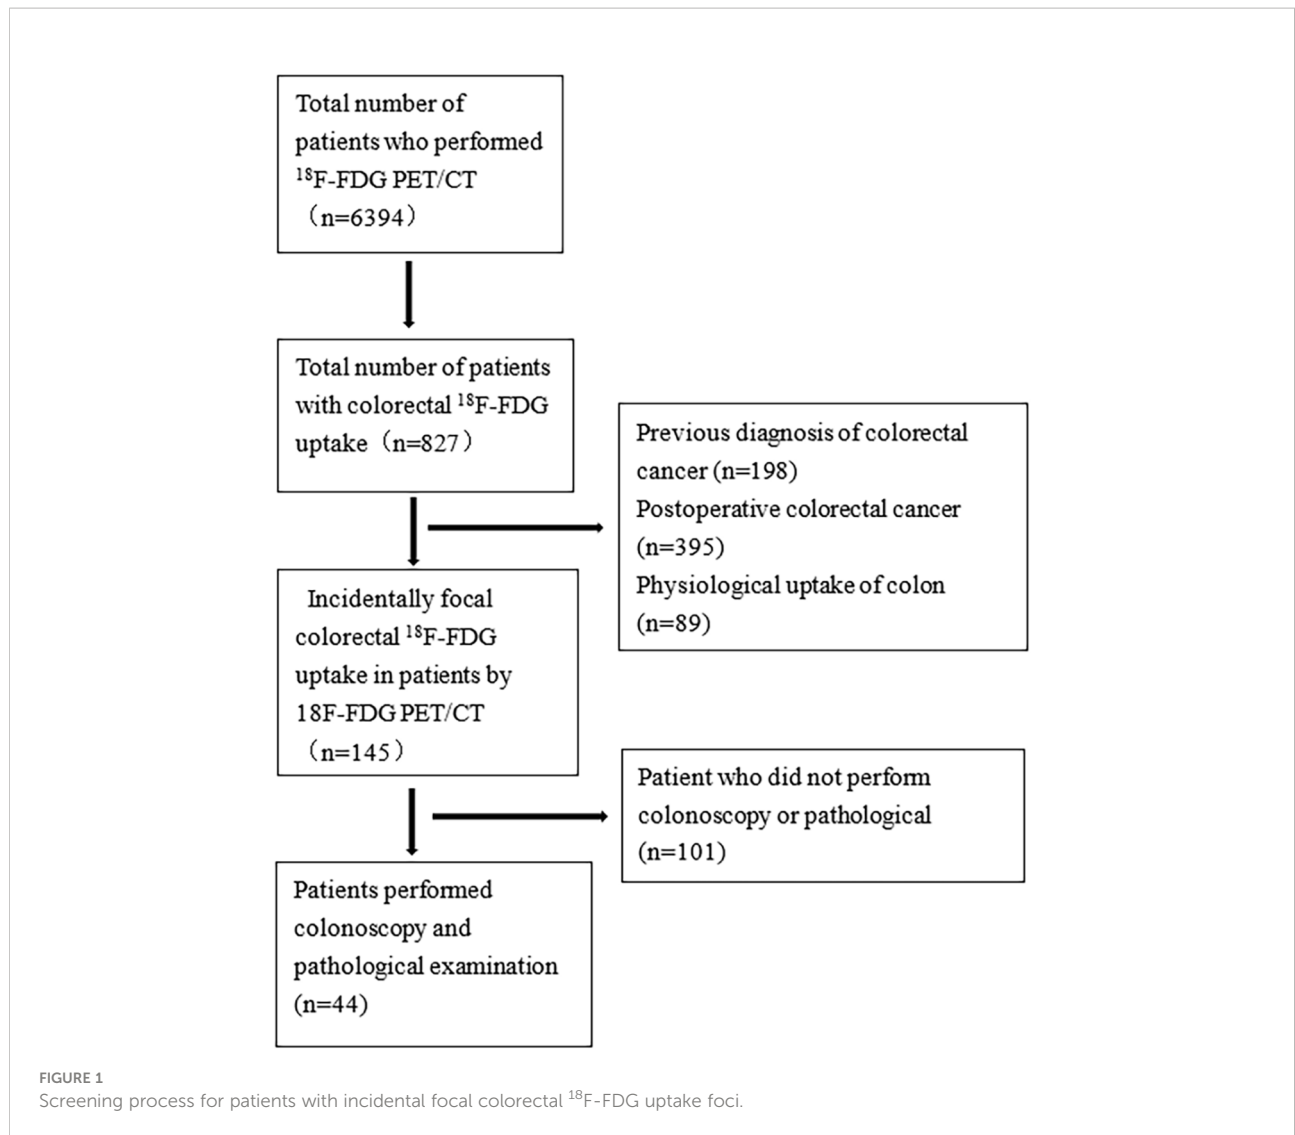 Total number of
patients who performed
¹⁸F-FDG PET/CT
（n=6394）
Total number of patients
with colorectal ¹⁸F-FDG
uptake（n=827）
Previous diagnosis of colorectal
cancer (n=198)
Postoperative colorectal cancer
(n=395)
Physiological uptake of colon
(n=89)
Incidentally focal
colorectal ¹⁸F-FDG
uptake in patients by
18F-FDG PET/CT
（n=145）
Patient who did not perform
colonoscopy or pathological
(n=101)
Patients performed
colonoscopy and
pathological examination
(n=44)
FIGURE 1
Screening process for patients with incidental focal colorectal ¹⁸F-FDG uptake foci.